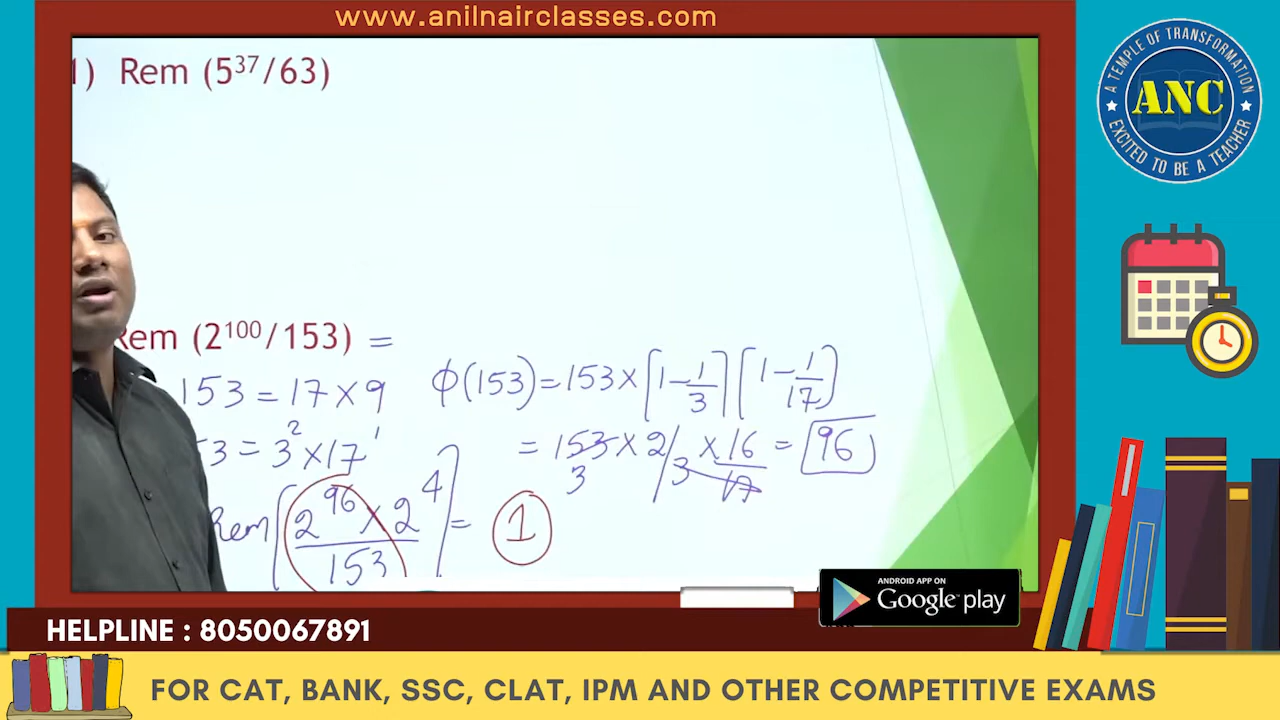 www.anilnairclasses.com
1) Rem (5³⁷/63)
Rem (2¹⁰⁰/153) =
153 = 17 × 9
φ(153) = 153 × [1 - 1/3] [1 - 1/17]
53 = 3² × 17¹
= 153 × 2/3 × 16/17 = 96
3
Rem [2⁹⁶ × 2⁴ / 153] = 1
A TEMPLE OF TRANSFORMATION
ANC
EXCITED TO BE A TEACHER
ANDROID APP ON
Google play
HELPLINE : 8050067891
FOR CAT, BANK, SSC, CLAT, IPM AND OTHER COMPETITIVE EXAMS